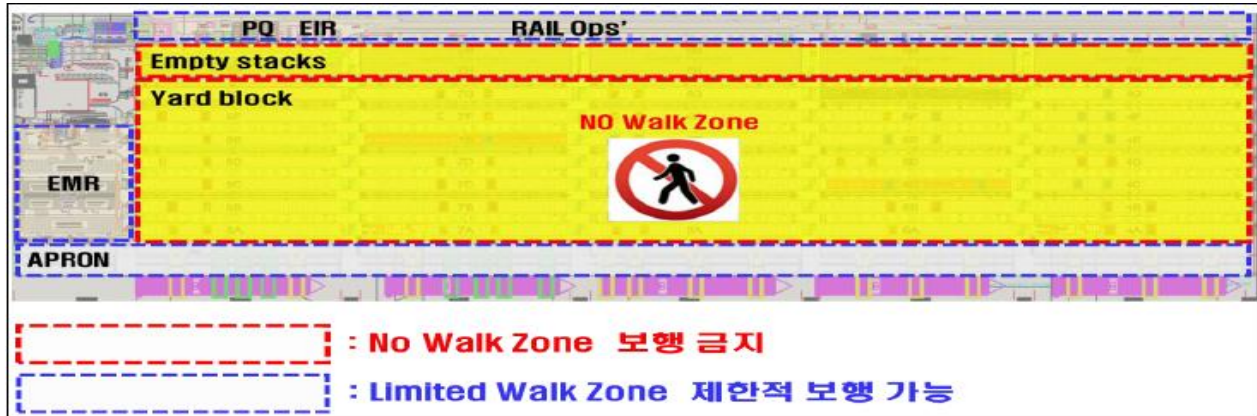 PQ EIR RAIL Ops'
Empty stacks
Yard block
NO Walk Zone
EMR
APRON
: No Walk Zone 보행 금지
: Limited Walk Zone 제한적 보행 가능